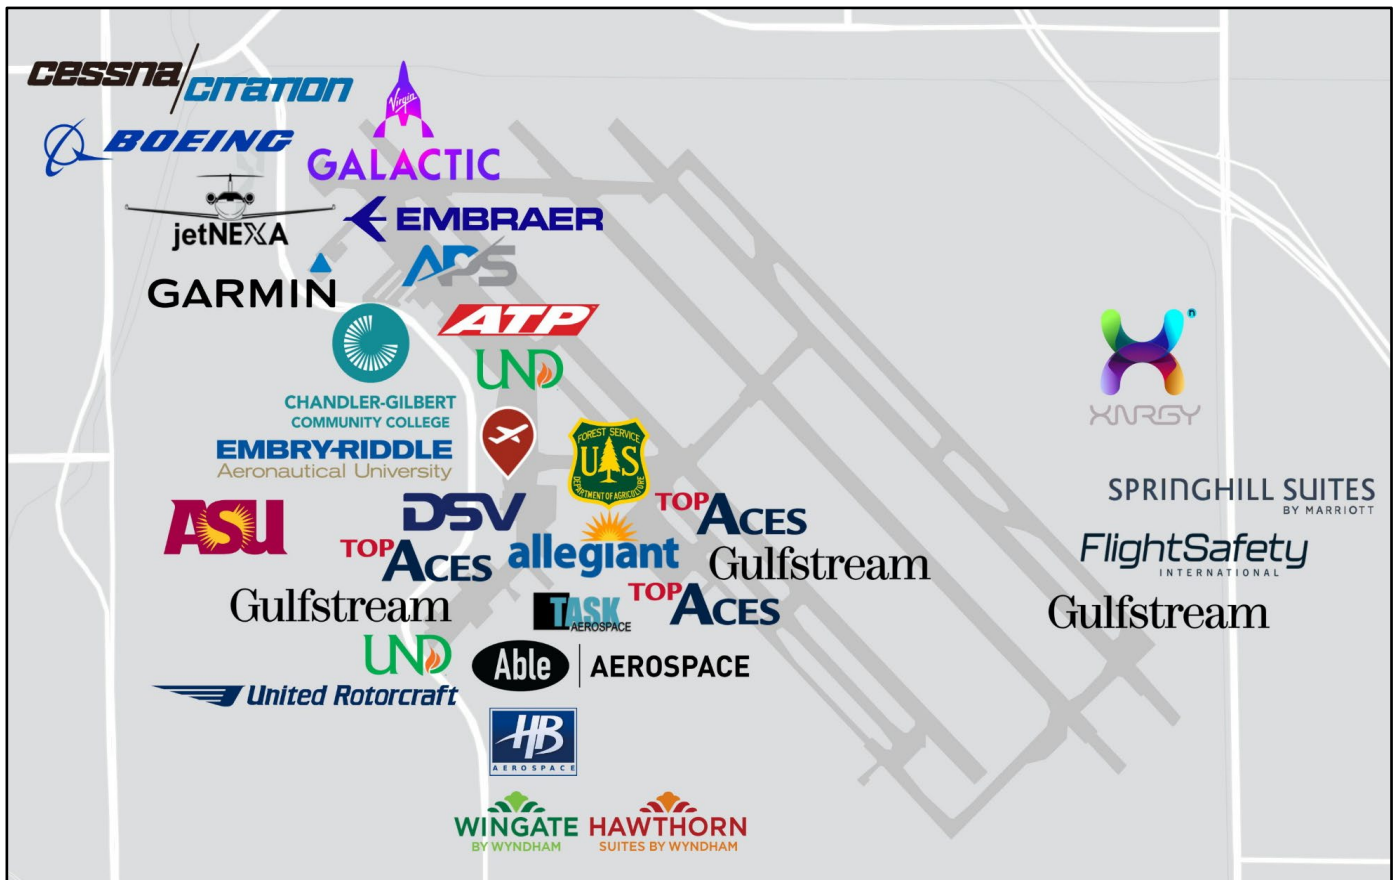 cessna/CITATION
BOEING
Virgin
GALACTIC
jetNEXA
EMBRAER
APS
GARMIN
ATP
UND
CHANDLER-GILBERT
COMMUNITY COLLEGE
EMBRY-RIDDLE
Aeronautical University
FOREST SERVICE
US
DEPARTMENT OF AGRICULTURE
ASU
DSV
TOP ACES
TOP ACES
allegiant
Gulfstream
Gulfstream
TASK
AEROSPACE
TOP ACES
UND
Able | AEROSPACE
United Rotorcraft
HB
AEROSPACE
WINGATE
BY WYNDHAM
HAWTHORN
SUITES BY WYNDHAM
n
XNRGY
SPRINGHILL SUITES
BY MARRIOTT
FlightSafety
INTERNATIONAL
Gulfstream